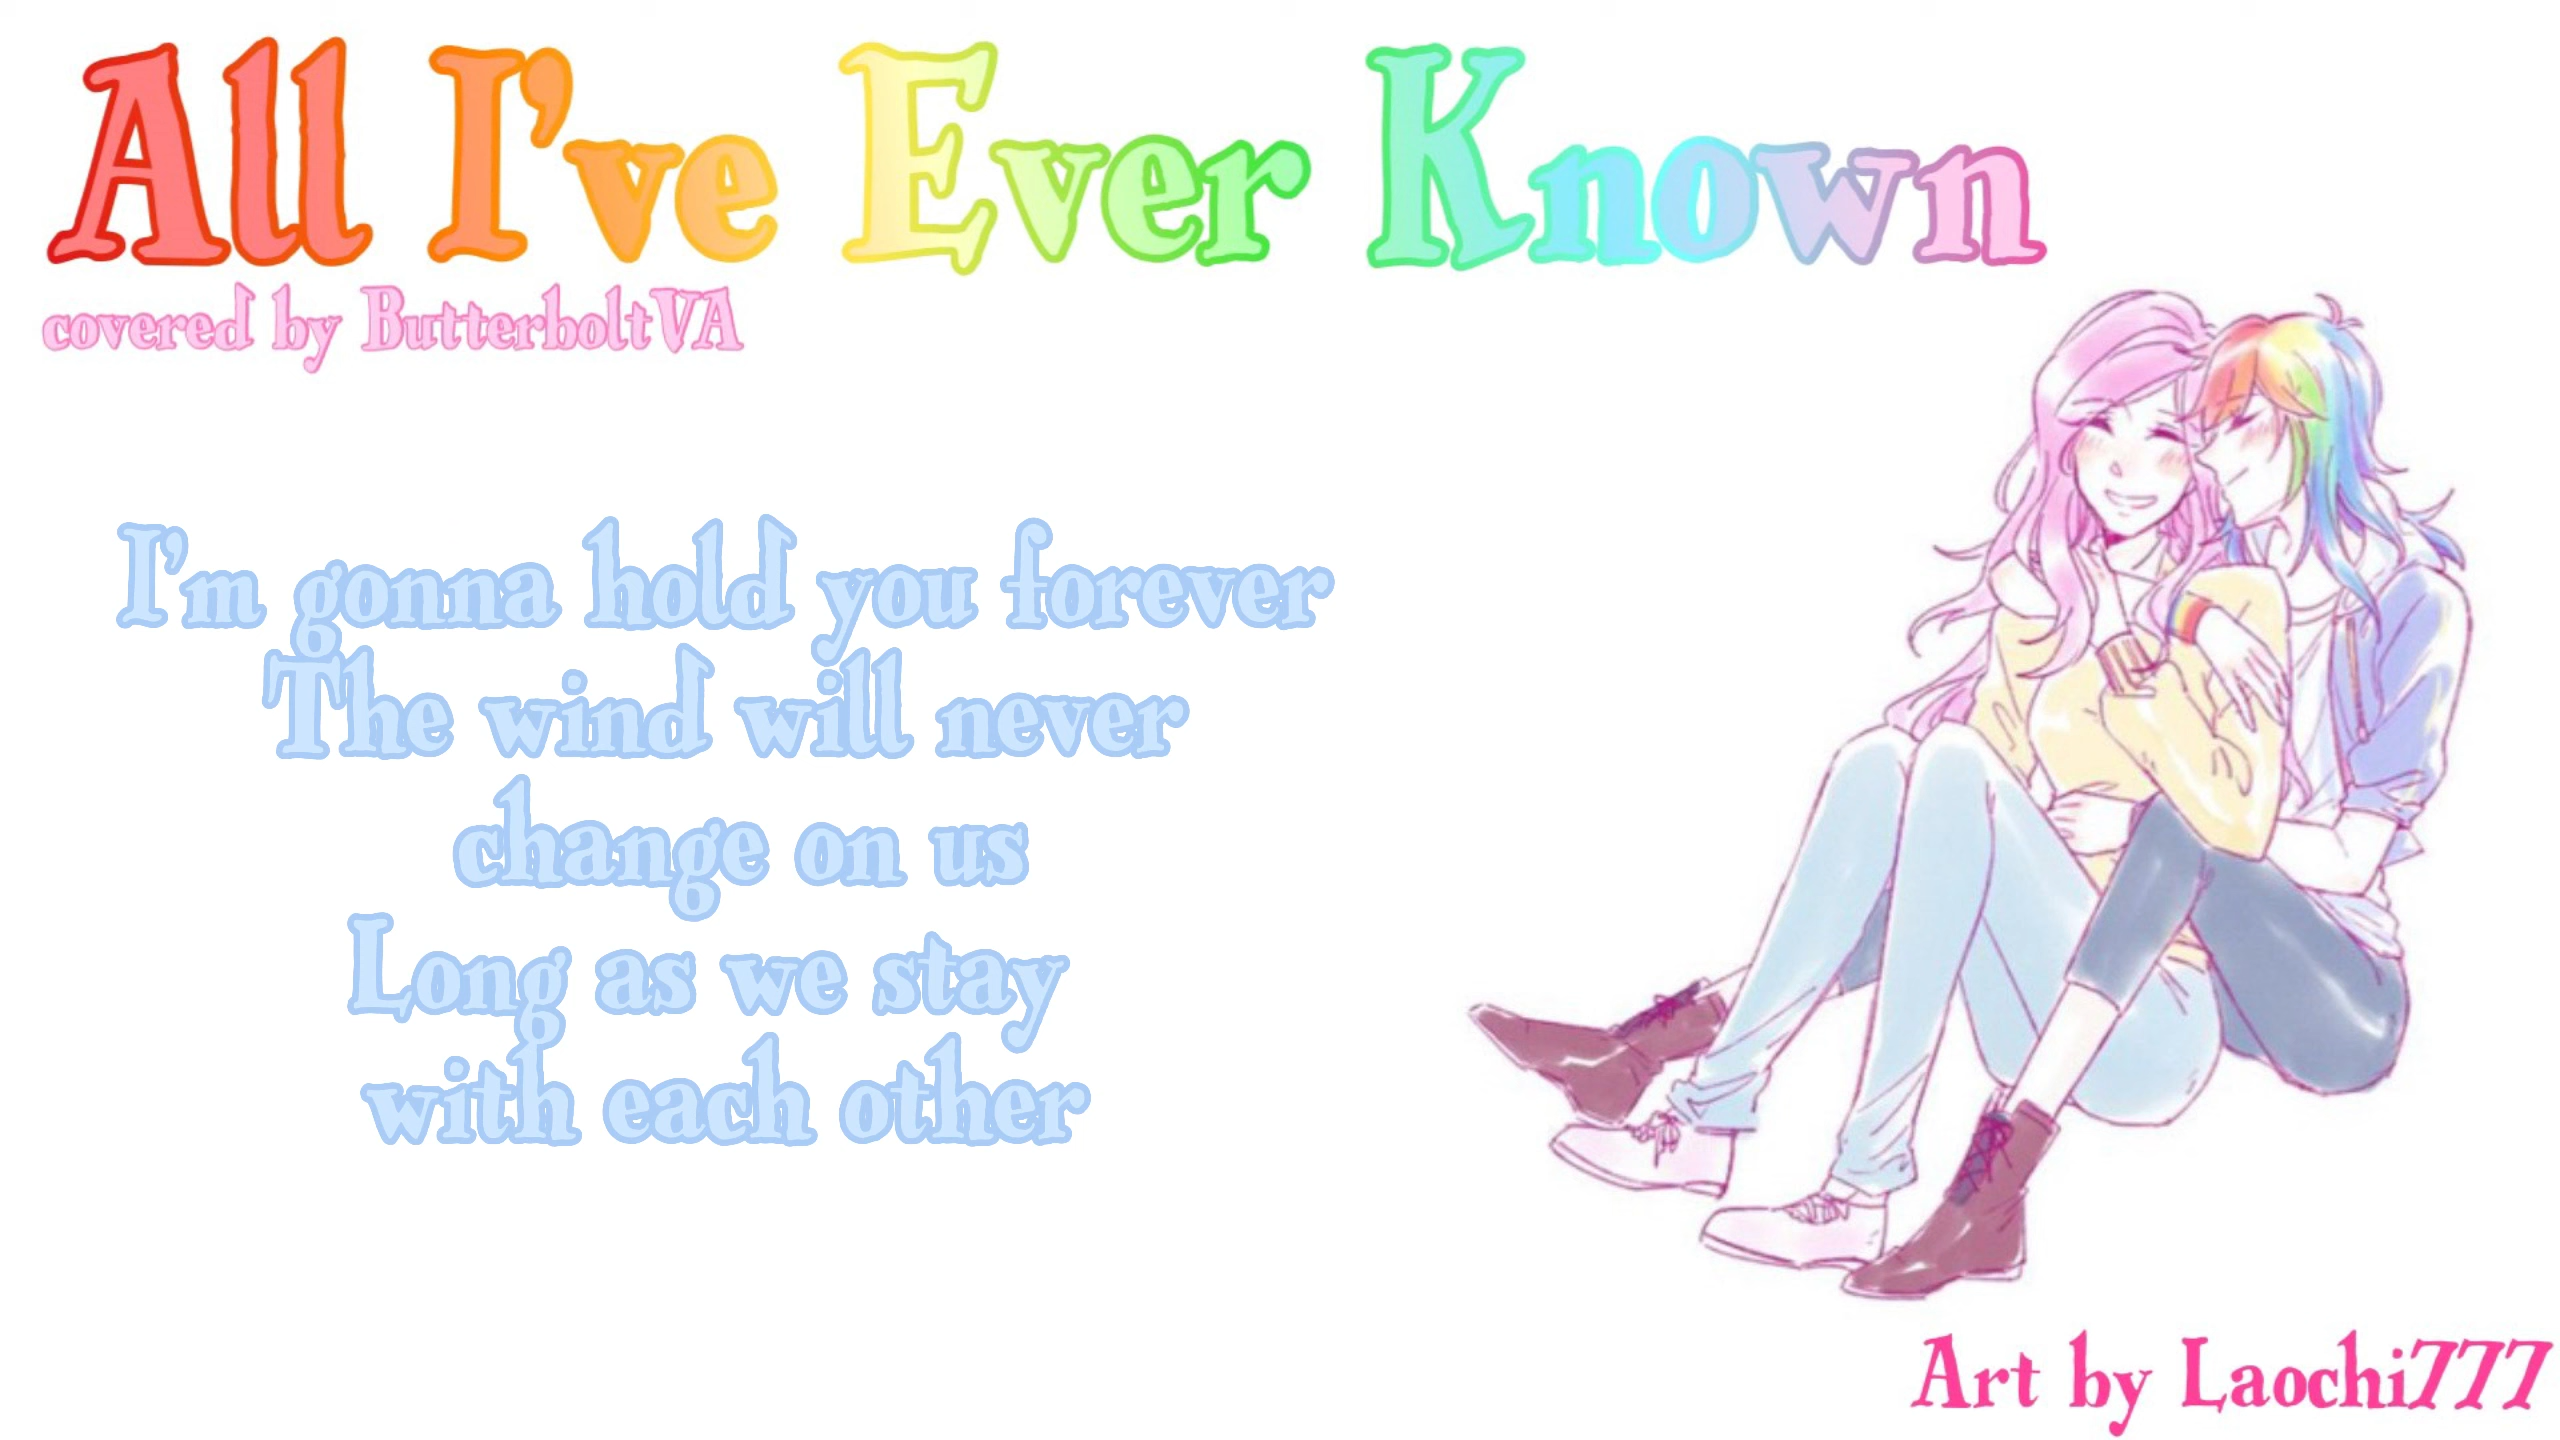 All I've Ever Known
covered by ButterboltVA
I'm gonna hold you forever
The wind will never
change on us
Long as we stay
with each other
Art by Laochi777